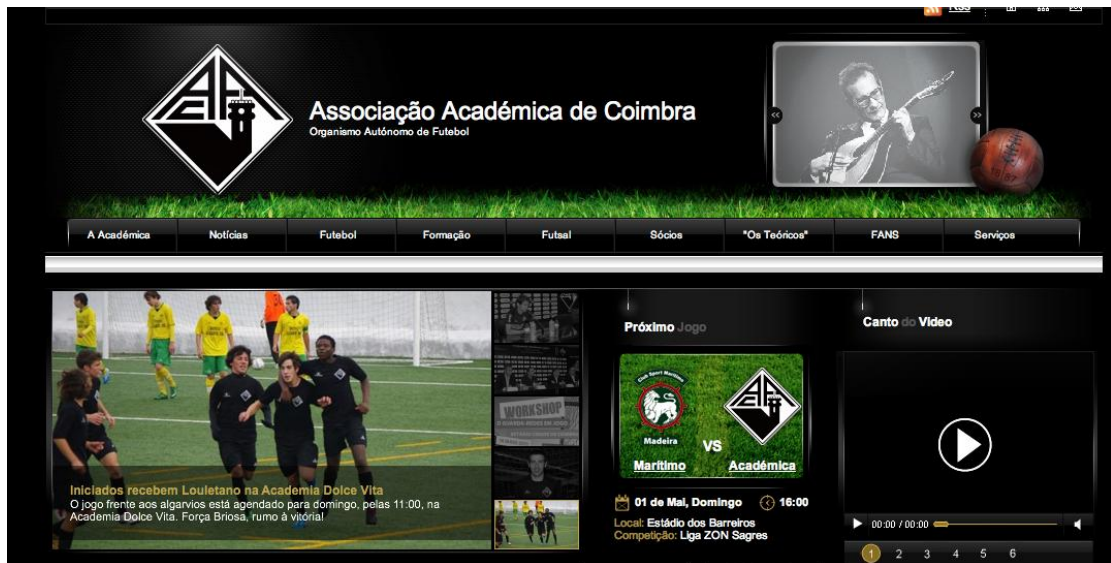 RSS
Associação Académica de Coimbra
Organismo Autónomo de Futebol
A Académica
Notícias
Futebol
Formação
Futsal
Sócios
"Os Teóricos"
FANS
Serviços
Próximo Jogo
Canto do Video
WORKSHOP
Club Sport Marítimo
Madeira
VS
Marítimo
Académica
Iniciados recebem Louletano na Academia Dolce Vita
O jogo frente aos algarvios está agendado para domingo, pelas 11:00, na
Academia Dolce Vita. Força Briosa, rumo à vitória!
01 de Mai, Domingo
16:00
Local: Estádio dos Barreiros
Competição: Liga ZON Sagres
00:00 / 00:00
1 2 3 4 5 6